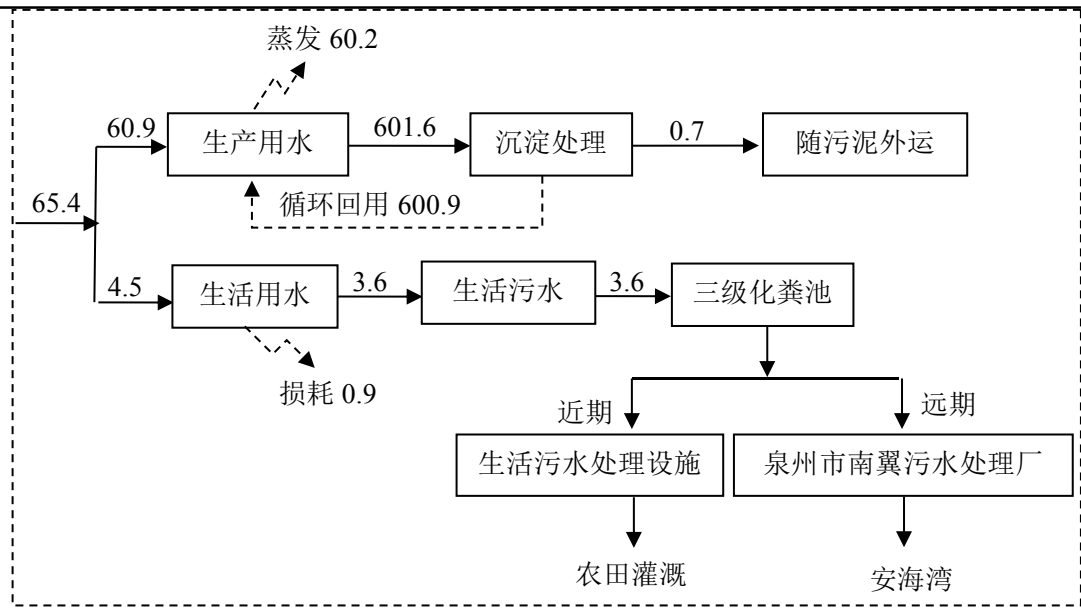 蒸发 60.2
60.9
生产用水
601.6
沉淀处理
0.7
随污泥外运
循环回用 600.9
65.4
4.5
生活用水
3.6
生活污水
3.6
三级化粪池
损耗 0.9
近期
远期
生活污水处理设施
泉州市南翼污水处理厂
农田灌溉
安海湾